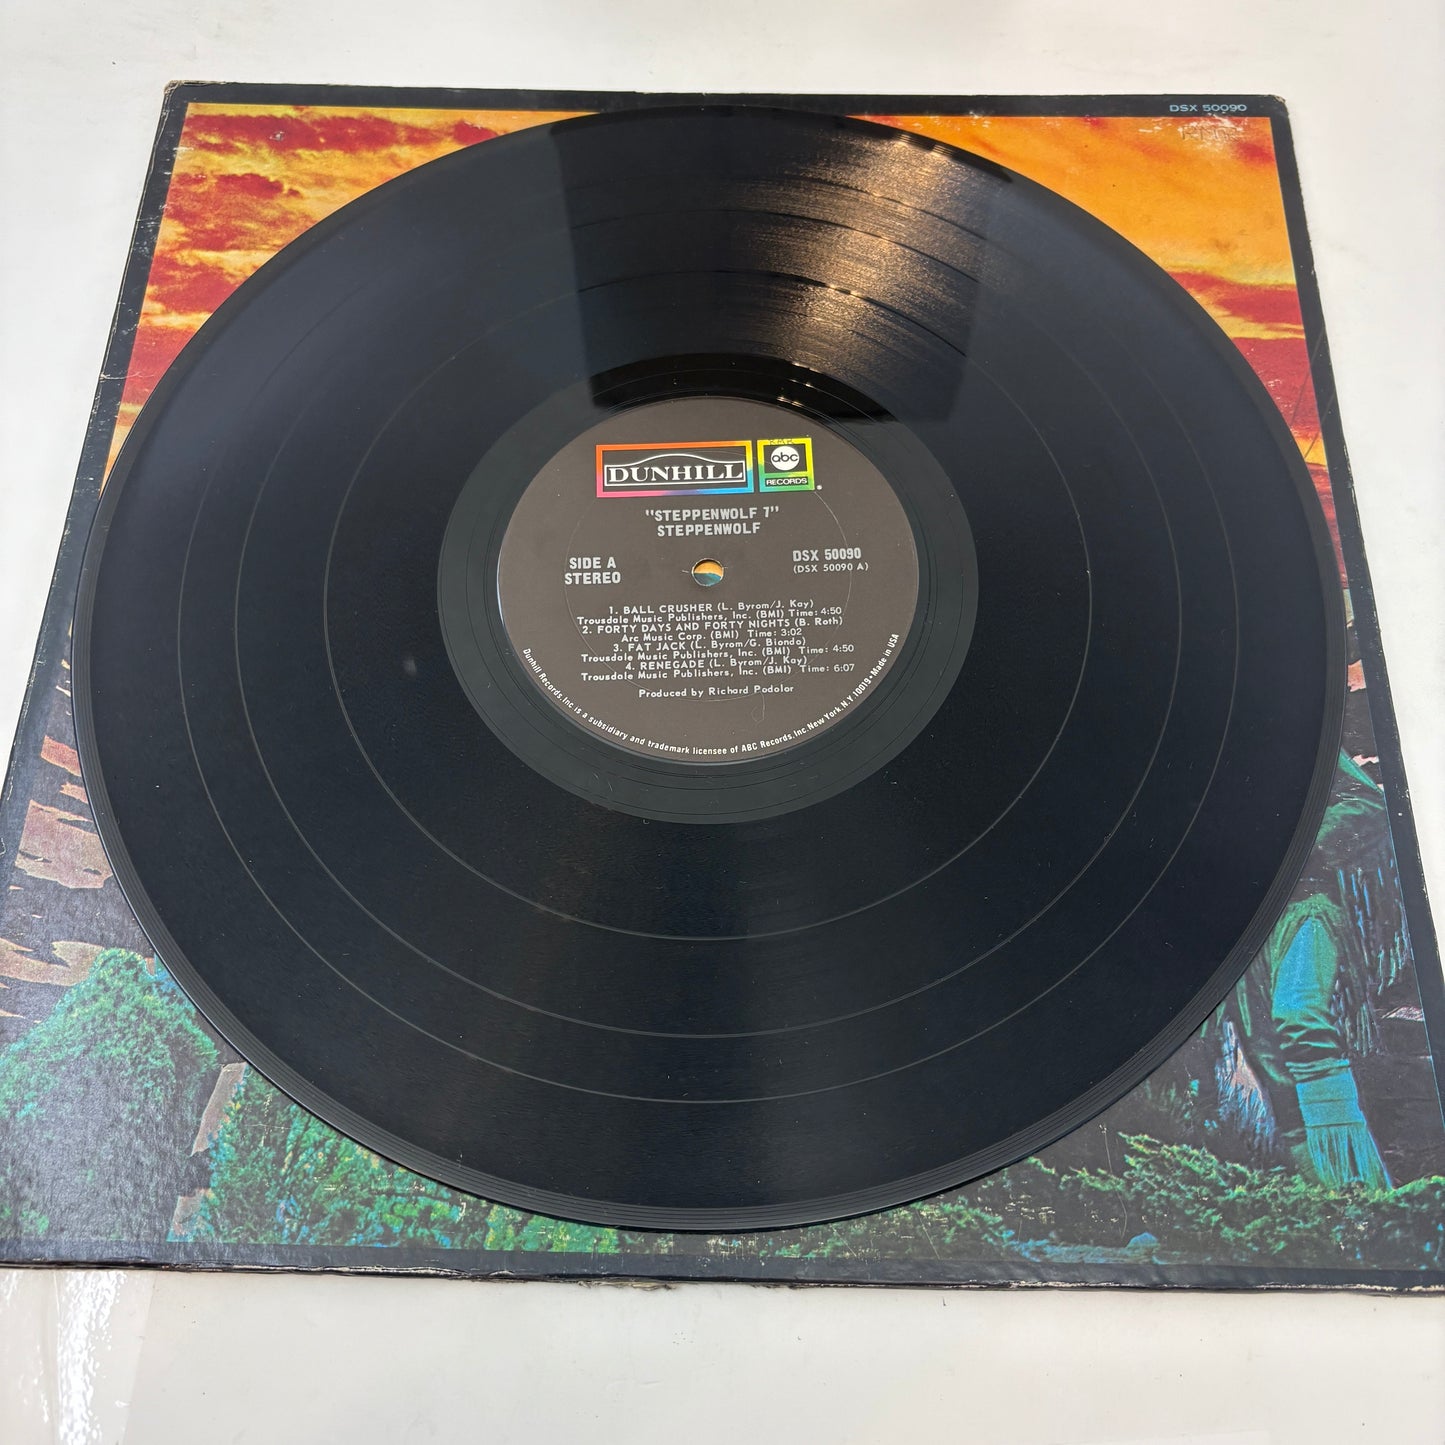 DSX 50090
DUNHILL
abc
RECORDS
"STEPPENWOLF 7"
STEPPENWOLF
SIDE A
STEREO
DSX 50090
(DSX 50090 A)
1. BALL CRUSHER (L. Byrom/J. Kay)
Trousdale Music Publishers, Inc. (BMI) Time: 4:50
2. FORTY DAYS AND FORTY NIGHTS (B. Roth)
Arc Music Corp. (BMI) Time: 3:02
3. FAT JACK (L. Byrom/G. Biondo)
Trousdale Music Publishers, Inc. (BMI) Time: 4:50
4. RENEGADE (L. Byrom/J. Kay)
Trousdale Music Publishers, Inc. (BMI) Time: 6:07
Produced by Richard Podolor
Dunhill Records, Inc is a subsidiary and trademark licensee of ABC Records, Inc. New York N.Y. 10019 • Made in USA